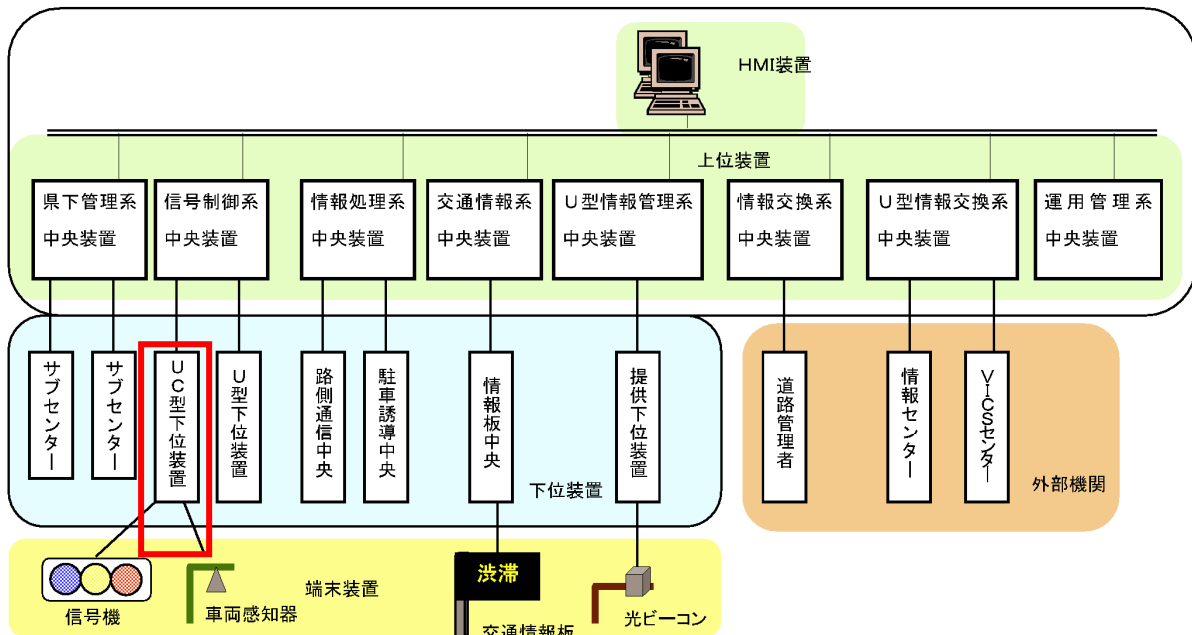 HMI装置
上位装置
県下管理系
中央装置
信号制御系
中央装置
情報処理系
中央装置
交通情報系
中央装置
U型情報管理系
中央装置
情報交換系
中央装置
U型情報交換系
中央装置
運用管理系
中央装置
サブセンター
サブセンター
UC型下位装置
U型下位装置
路側通信中央
駐車誘導中央
情報板中央
提供下位装置
道路管理者
情報センター
VICSセンター
下位装置
外部機関
信号機
車両感知器
端末装置
渋滞
交通情報板
光ビーコン